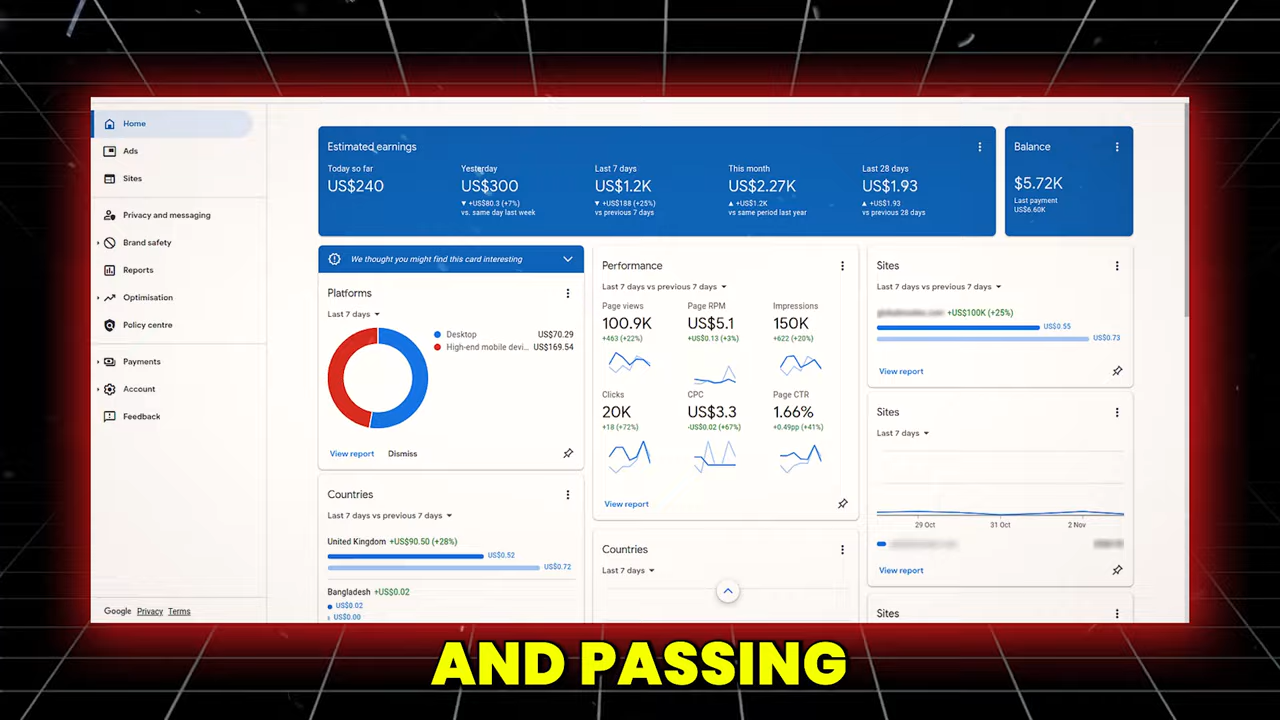 Home
Ads
Sites
Privacy and messaging
Brand safety
Reports
Optimisation
Policy centre
Payments
Account
Feedback
Google Privacy Terms
Estimated earnings
Today so far Yesterday Last 7 days This month Last 28 days
US$240 US$300 US$1.2K US$2.27K US$1.93
▼ +US$80.3 (+7%) ▼ +US$188 (+25%) ▲ +US$1.2K ▲ +US$1.93
vs. same day last week vs previous 7 days vs same period last year vs previous 28 days
Balance
$5.72K
Last payment
US$6.60K
We thought you might find this card interesting
Platforms
Last 7 days
Desktop US$70.29
High-end mobile devi... US$169.54
View report Dismiss
Countries
Last 7 days vs previous 7 days
United Kingdom +US$90.50 (+28%)
US$0.52
US$0.72
Bangladesh +US$0.02
US$0.02
US$0.00
Performance
Last 7 days vs previous 7 days
Page views Page RPM Impressions
100.9K US$5.1 150K
+463 (+22%) +US$0.13 (+3%) +622 (+20%)
Clicks CPC Page CTR
20K US$3.3 1.66%
+18 (+72%) -US$0.02 (+67%) +0.49pp (+41%)
View report
Countries
Last 7 days
Sites
Last 7 days vs previous 7 days
+US$100K (+25%)
US$0.55
US$0.73
View report
Sites
Last 7 days
29 Oct 31 Oct 2 Nov
View report
Sites
AND PASSING